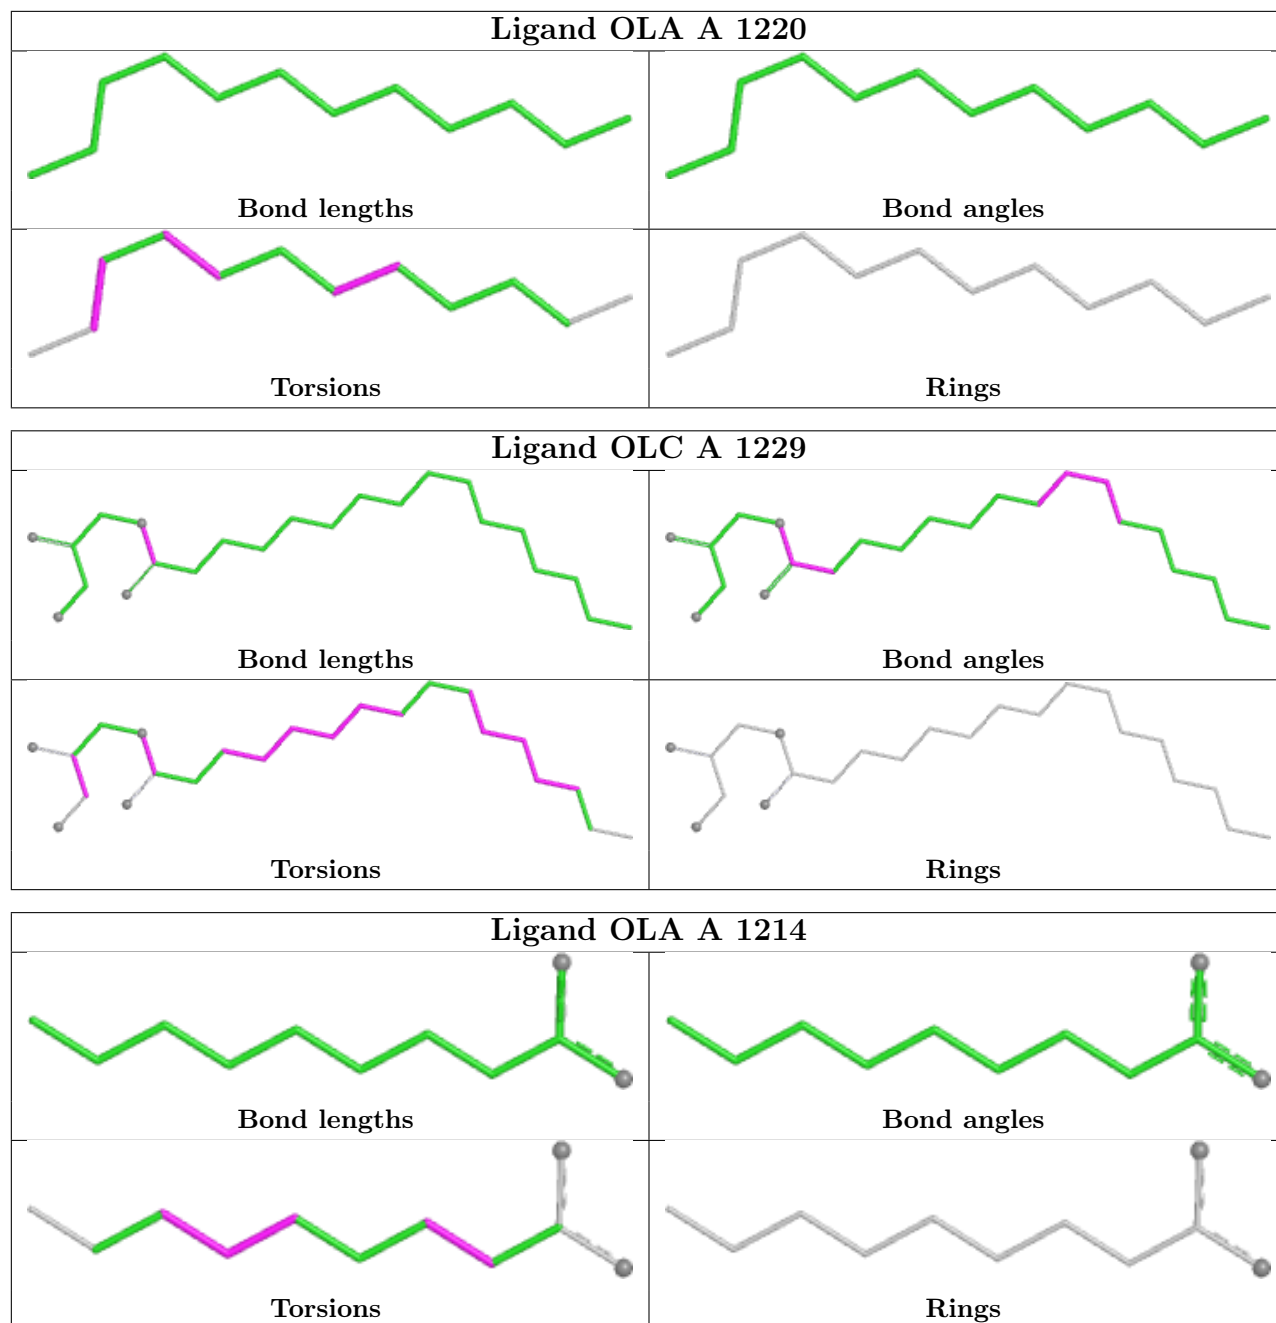 Ligand OLA A 1220
Bond lengths
Bond angles
Torsions
Rings
Ligand OLC A 1229
Bond lengths
Bond angles
Torsions
Rings
Ligand OLA A 1214
Bond lengths
Bond angles
Torsions
Rings